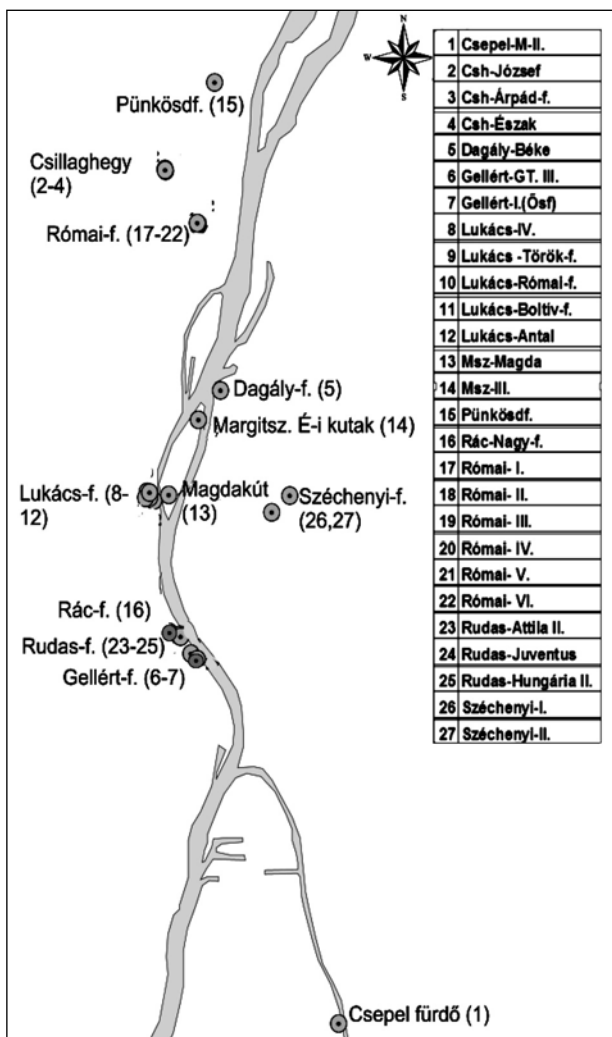 N
W
S
Pünkösdf. (15)
Csillaghegy
(2-4)
Római-f. (17-22)
Dagály-f. (5)
Margitsz. É-i kutak (14)
Lukács-f. (8-
12)
Magdakút
(13)
Széchenyi-f.
(26,27)
Rác-f. (16)
Rudas-f. (23-25)
Gellért-f. (6-7)
Csepel fürdő (1)
1 Csepel-M-II.
2 Csh-József
3 Csh-Árpád-f.
4 Csh-Észak
5 Dagály-Béke
6 Gellért-GT. III.
7 Gellért-I.(Ősf)
8 Lukács-IV.
9 Lukács -Török-f.
10 Lukács-Római-f.
11 Lukács-Boltív-f.
12 Lukács-Antal
13 Msz-Magda
14 Msz-III.
15 Pünkösdf.
16 Rác-Nagy-f.
17 Római- I.
18 Római- II.
19 Római- III.
20 Római- IV.
21 Római- V.
22 Római- VI.
23 Rudas-Attila II.
24 Rudas-Juventus
25 Rudas-Hungária II.
26 Széchenyi-I.
27 Széchenyi-II.